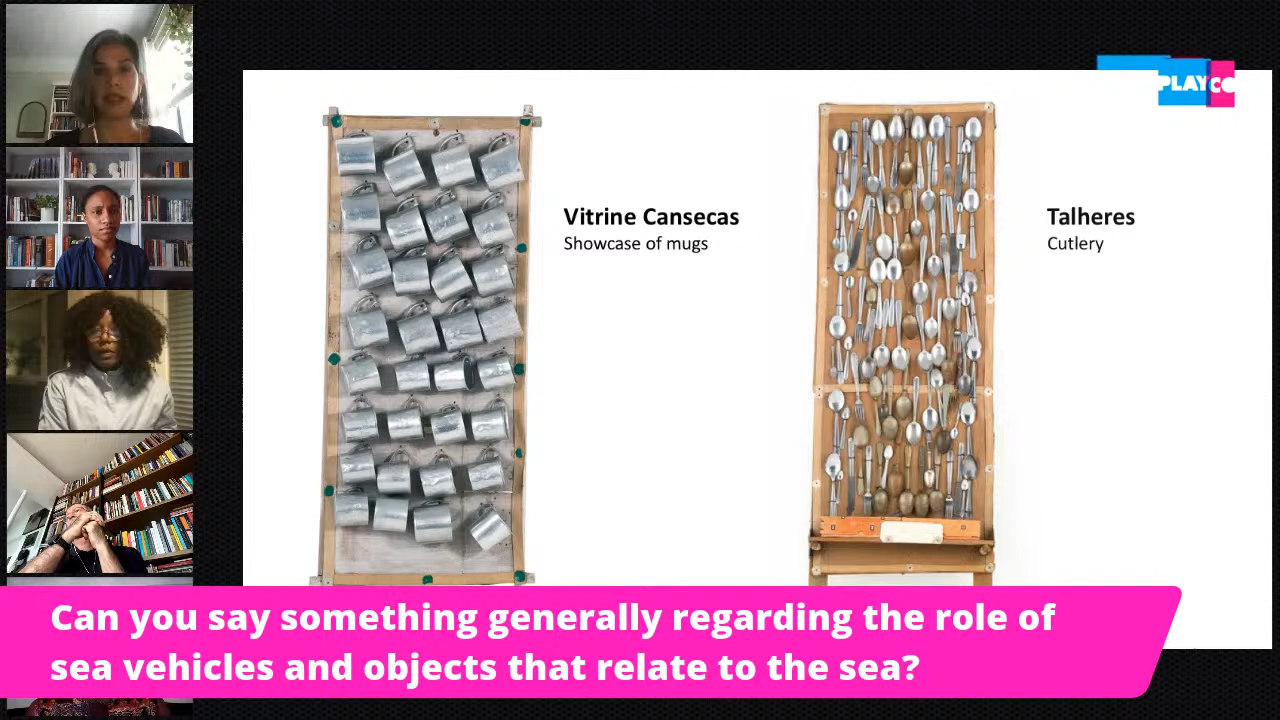 PLAYCO
Vitrine Cansecas
Showcase of mugs
Talheres
Cutlery
Can you say something generally regarding the role of
sea vehicles and objects that relate to the sea?